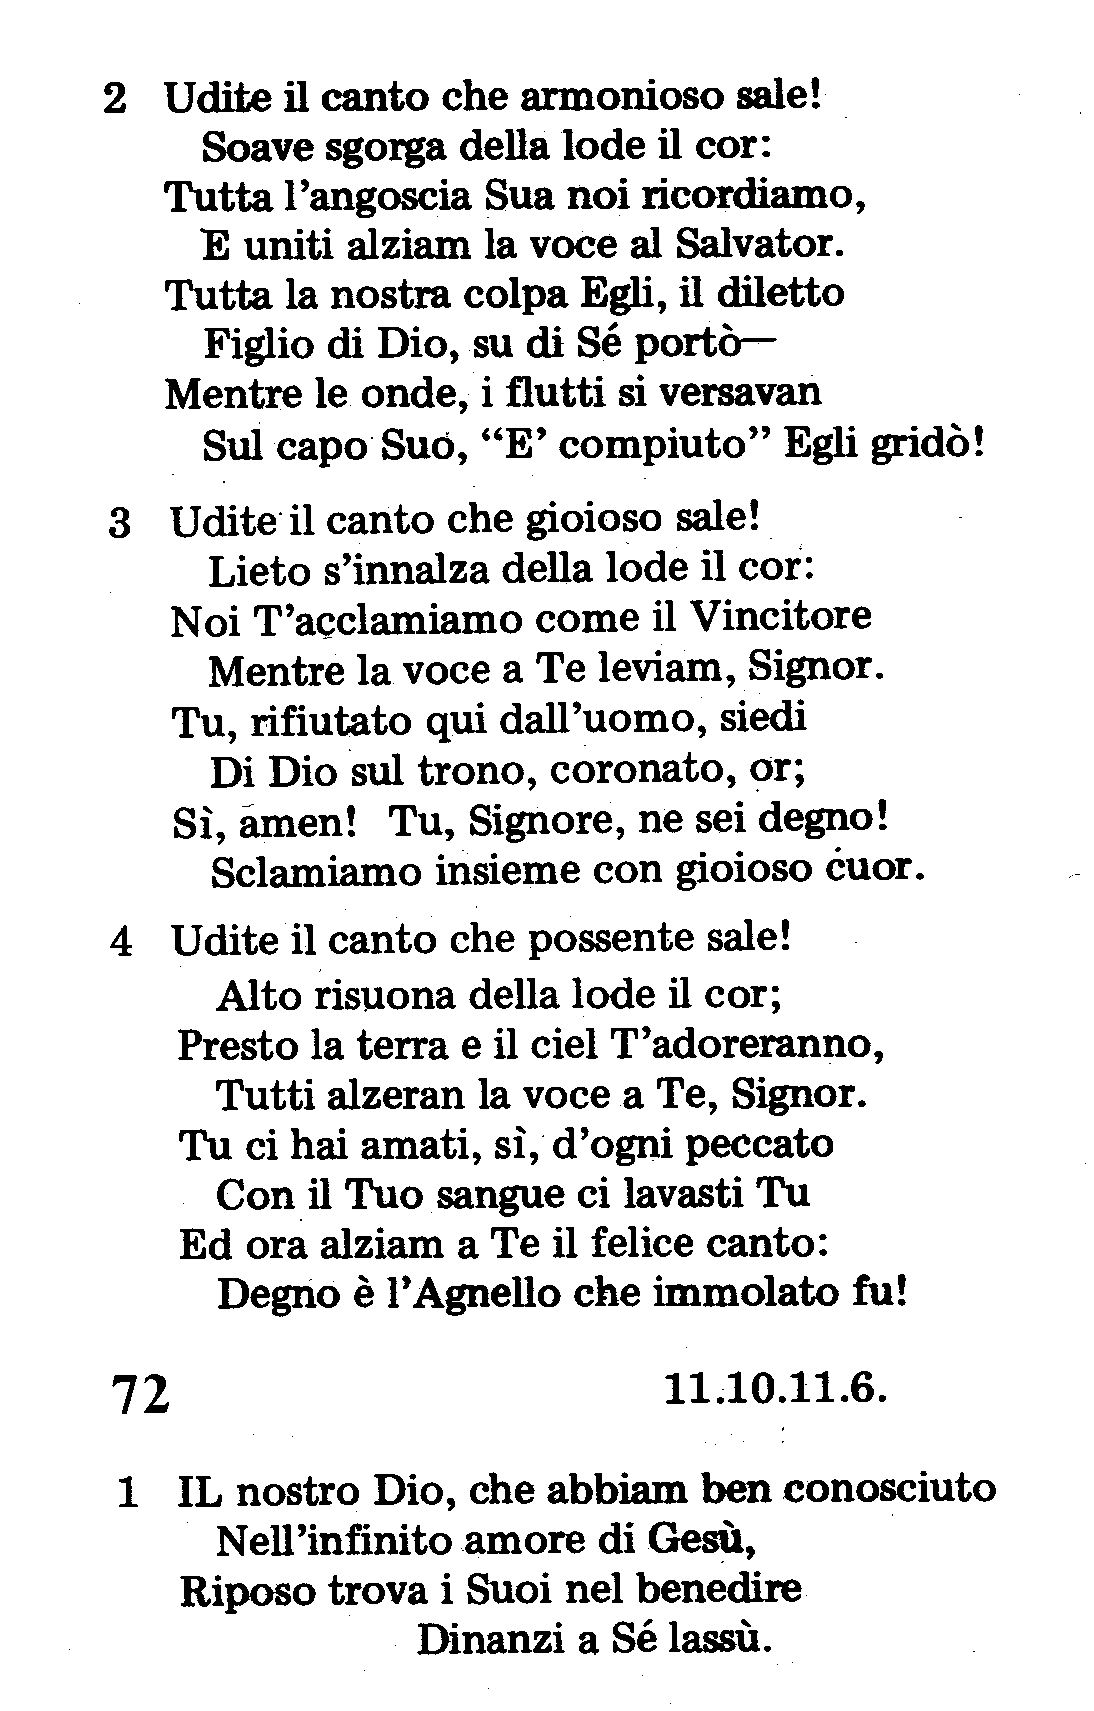 2 Udite il canto che armonioso sale!
Soave sgorga della lode il cor:
Tutta l'angoscia Sua noi ricordiamo,
E uniti alziam la voce al Salvator.
Tutta la nostra colpa Egli, il diletto
Figlio di Dio, su di Sé portò—
Mentre le onde, i flutti si versavan
Sul capo Suo, “E’ compiuto” Egli gridò!
3 Udite il canto che gioioso sale!
Lieto s'innalza della lode il cor:
Noi T'acclamiamo come il Vincitore
Mentre la voce a Te leviam, Signor.
Tu, rifiutato qui dall'uomo, siedi
Di Dio sul trono, coronato, or;
Sì, amen! Tu, Signore, ne sei degno!
Sclamiamo insieme con gioioso cuor.
4 Udite il canto che possente sale!
Alto risuona della lode il cor;
Presto la terra e il ciel T'adoreranno,
Tutti alzeran la voce a Te, Signor.
Tu ci hai amati, sì, d'ogni peccato
Con il Tuo sangue ci lavasti Tu
Ed ora alziam a Te il felice canto:
Degno è l'Agnello che immolato fu!
72 11.10.11.6.
1 IL nostro Dio, che abbiam ben conosciuto
Nell'infinito amore di Gesù,
Riposo trova i Suoi nel benedire
Dinanzi a Sé lassù.